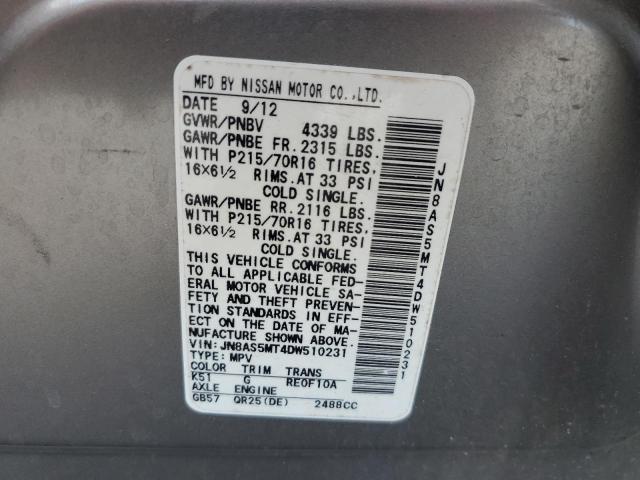 MFD BY NISSAN MOTOR CO.,LTD.
DATE 9/12
GVWR/PNBV 4339 LBS.
GAWR/PNBE FR. 2315 LBS.
WITH P215/70R16 TIRES,
16X6½ RIMS.AT 33 PSI
COLD SINGLE.
GAWR/PNBE RR. 2116 LBS.
WITH P215/70R16 TIRES,
16X6½ RIMS.AT 33 PSI
COLD SINGLE.
THIS VEHICLE CONFORMS
TO ALL APPLICABLE FED-
ERAL MOTOR VEHICLE SA-
FETY AND THEFT PREVEN-
TION STANDARDS IN EFF-
ECT ON THE DATE OF MA-
NUFACTURE SHOWN ABOVE.
VIN: JN8AS5MT4DW510231
TYPE: MPV
COLOR TRIM TRANS
K51 G RE0F10A
AXLE ENGINE
GB57 QR25(DE) 2488CC
JN8AS5MT4DW510231